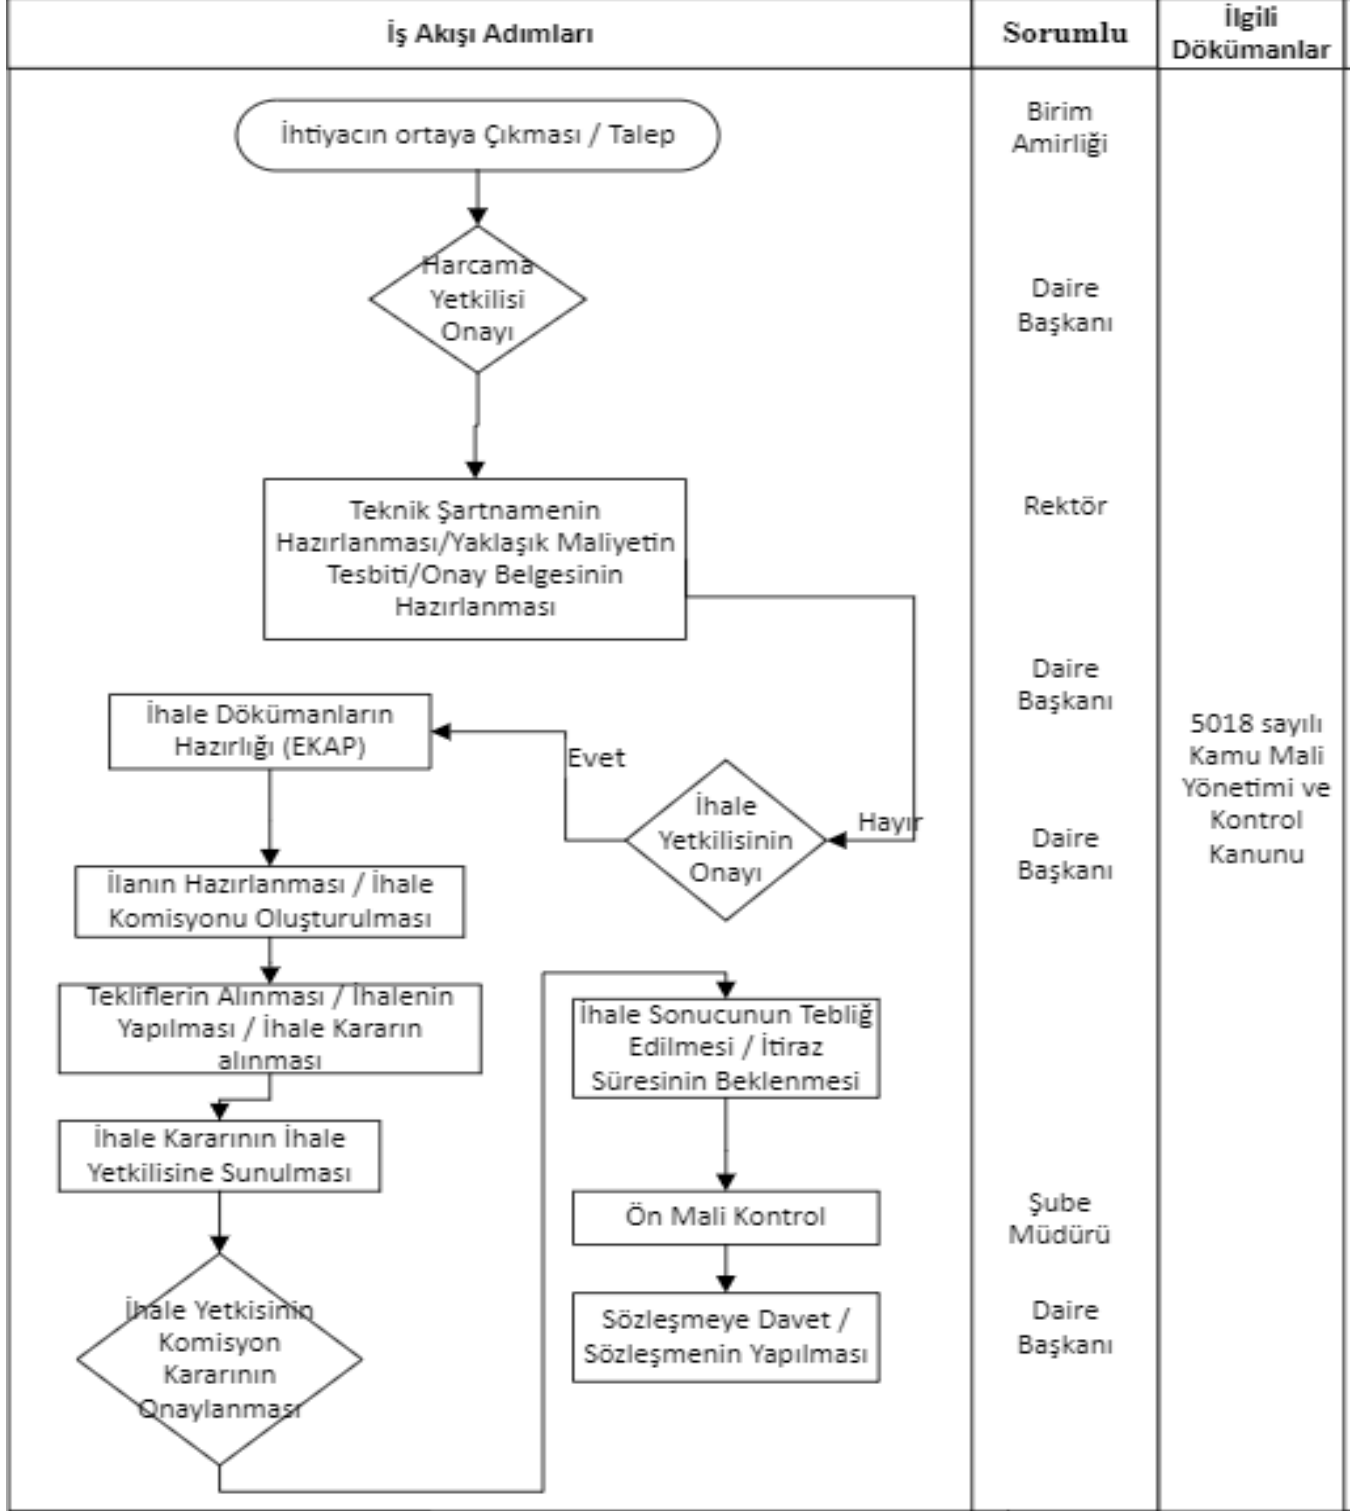 İş Akışı Adımları
Sorumlu
İlgili
Dökümanlar
İhtiyacın ortaya Çıkması / Talep
Birim
Amirliği
Harcama
Yetkilisi
Onayı
Daire
Başkanı
Teknik Şartnamenin
Hazırlanması/Yaklaşık Maliyetin
Tesbiti/Onay Belgesinin
Hazırlanması
Rektör
Daire
Başkanı
İhale Dökümanların
Hazırlığı (EKAP)
Evet
İhale
Yetkilisinin
Onayı
Hayır
Daire
Başkanı
5018 sayılı
Kamu Mali
Yönetimi ve
Kontrol
Kanunu
İlanın Hazırlanması / İhale
Komisyonu Oluşturulması
Tekliflerin Alınması / İhalenin
Yapılması / İhale Kararın
alınması
İhale Kararının İhale
Yetkilisine Sunulması
İhale Yetkisinin
Komisyon
Kararının
Onaylanması
İhale Sonucunun Tebliğ
Edilmesi / İtiraz
Süresinin Beklenmesi
Ön Mali Kontrol
Şube
Müdürü
Sözleşmeye Davet /
Sözleşmenin Yapılması
Daire
Başkanı